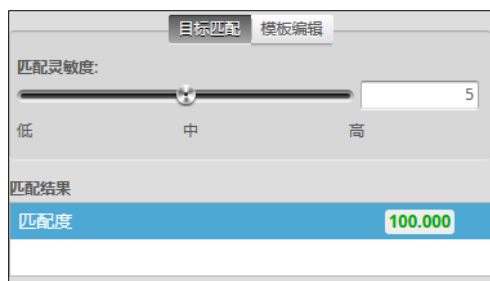 目标匹配 模板编辑
匹配灵敏度:
5
低 中 高
匹配结果
匹配度 100.000